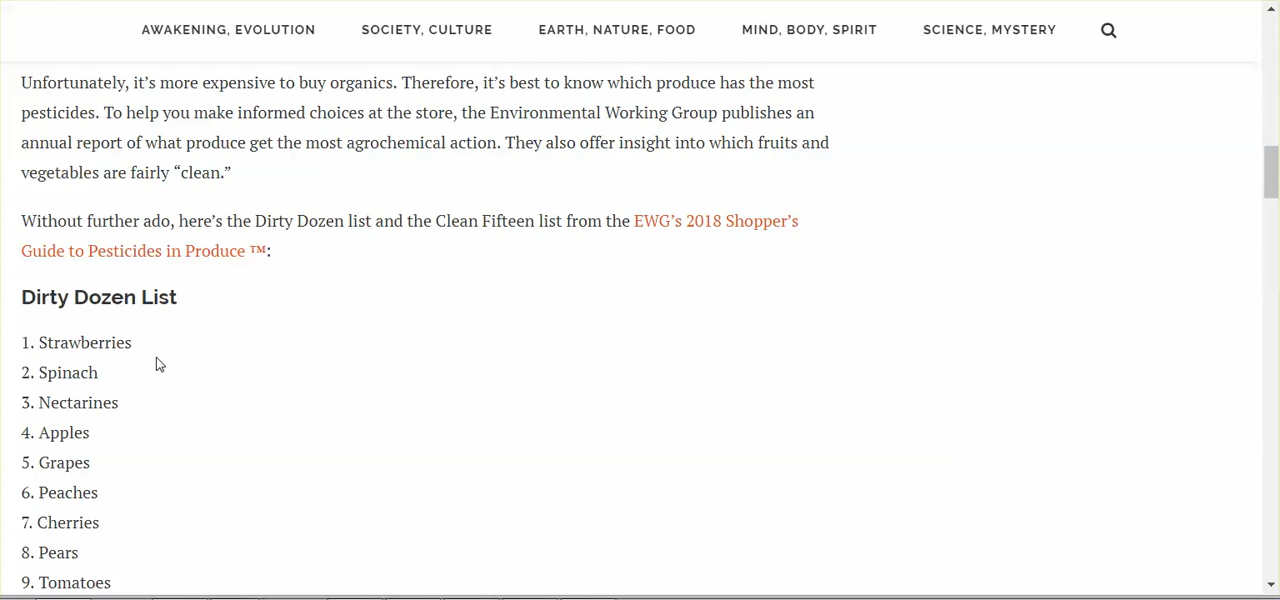 AWAKENING, EVOLUTION SOCIETY, CULTURE EARTH, NATURE, FOOD MIND, BODY, SPIRIT SCIENCE, MYSTERY
Unfortunately, it’s more expensive to buy organics. Therefore, it’s best to know which produce has the most
pesticides. To help you make informed choices at the store, the Environmental Working Group publishes an
annual report of what produce get the most agrochemical action. They also offer insight into which fruits and
vegetables are fairly “clean.”
Without further ado, here’s the Dirty Dozen list and the Clean Fifteen list from the EWG’s 2018 Shopper’s
Guide to Pesticides in Produce ™:
Dirty Dozen List
1. Strawberries
2. Spinach
3. Nectarines
4. Apples
5. Grapes
6. Peaches
7. Cherries
8. Pears
9. Tomatoes